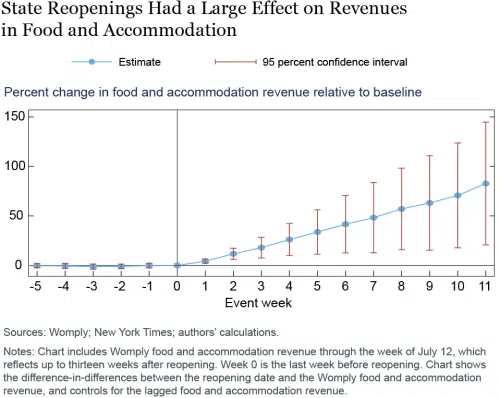 State Reopenings Had a Large Effect on Revenues
in Food and Accommodation
Estimate 95 percent confidence interval
Percent change in food and accommodation revenue relative to baseline
150
100
50
0
-5 -4 -3 -2 -1 0 1 2 3 4 5 6 7 8 9 10 11
Event week
Sources: Womply; New York Times; authors' calculations.
Notes: Chart includes Womply food and accommodation revenue through the week of July 12, which
reflects up to thirteen weeks after reopening. Week 0 is the last week before reopening. Chart shows
the difference-in-differences between the reopening date and the Womply food and accommodation
revenue, and controls for the lagged food and accommodation revenue.